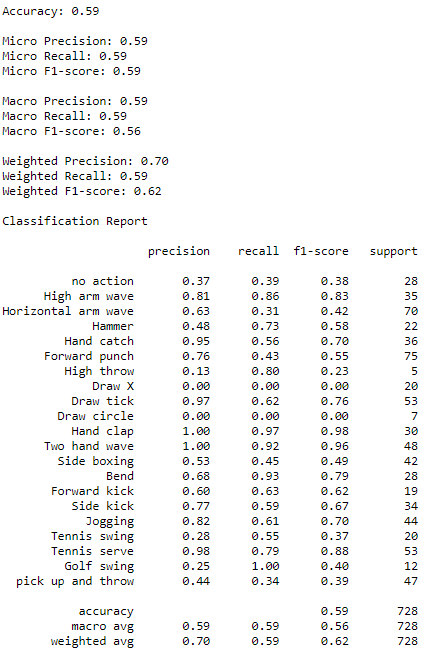 Accuracy: 0.59
Micro Precision: 0.59
Micro Recall: 0.59
Micro F1-score: 0.59
Macro Precision: 0.59
Macro Recall: 0.59
Macro F1-score: 0.56
Weighted Precision: 0.70
Weighted Recall: 0.59
Weighted F1-score: 0.62
Classification Report
precision recall f1-score support
no action 0.37 0.39 0.38 28
High arm wave 0.81 0.86 0.83 35
Horizontal arm wave 0.63 0.31 0.42 70
Hammer 0.48 0.73 0.58 22
Hand catch 0.95 0.56 0.70 36
Forward punch 0.76 0.43 0.55 75
High throw 0.13 0.80 0.23 5
Draw X 0.00 0.00 0.00 20
Draw tick 0.97 0.62 0.76 53
Draw circle 0.00 0.00 0.00 7
Hand clap 1.00 0.97 0.98 30
Two hand wave 1.00 0.92 0.96 48
Side boxing 0.53 0.45 0.49 42
Bend 0.68 0.93 0.79 28
Forward kick 0.60 0.63 0.62 19
Side kick 0.77 0.59 0.67 34
Jogging 0.82 0.61 0.70 44
Tennis swing 0.28 0.55 0.37 20
Tennis serve 0.98 0.79 0.88 53
Golf swing 0.25 1.00 0.40 12
pick up and throw 0.44 0.34 0.39 47
accuracy 0.59 728
macro avg 0.59 0.59 0.56 728
weighted avg 0.70 0.59 0.62 728